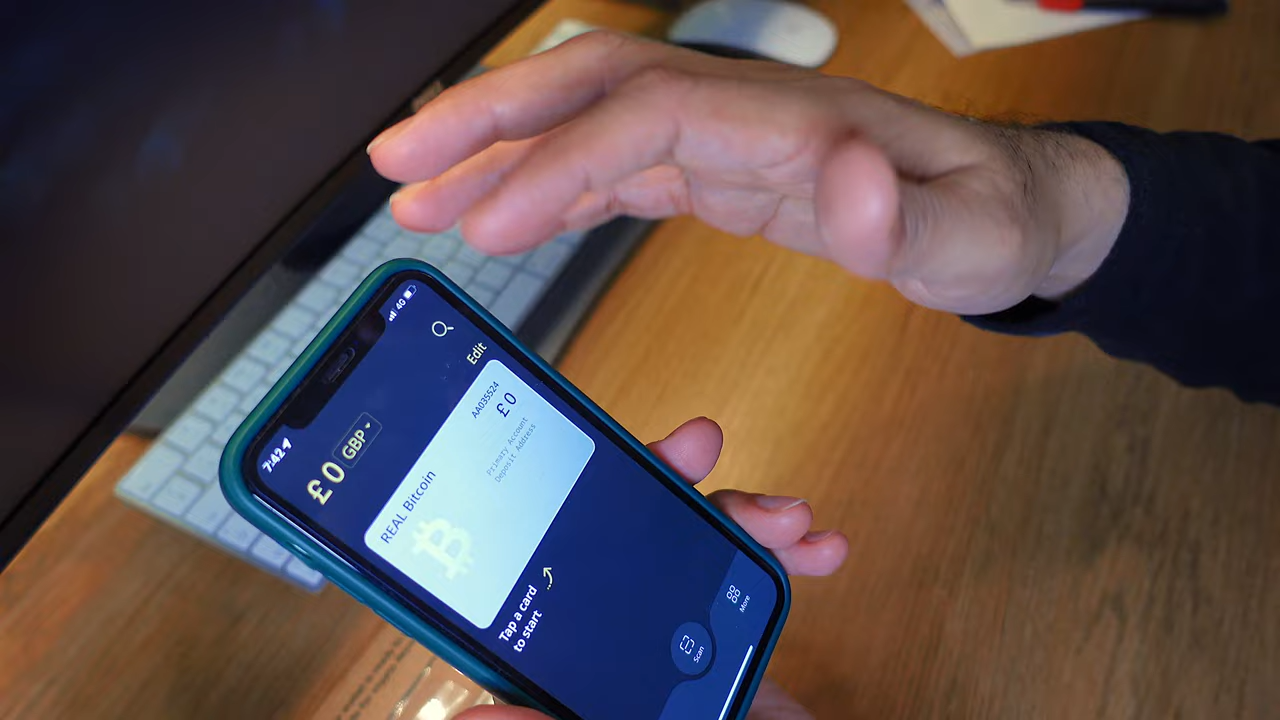 7:42
4G
Edit
£0 GBP
REAL Bitcoin
AA035524
£0
Primary Account
Deposit Address
Tap a card
to start
Scan
More